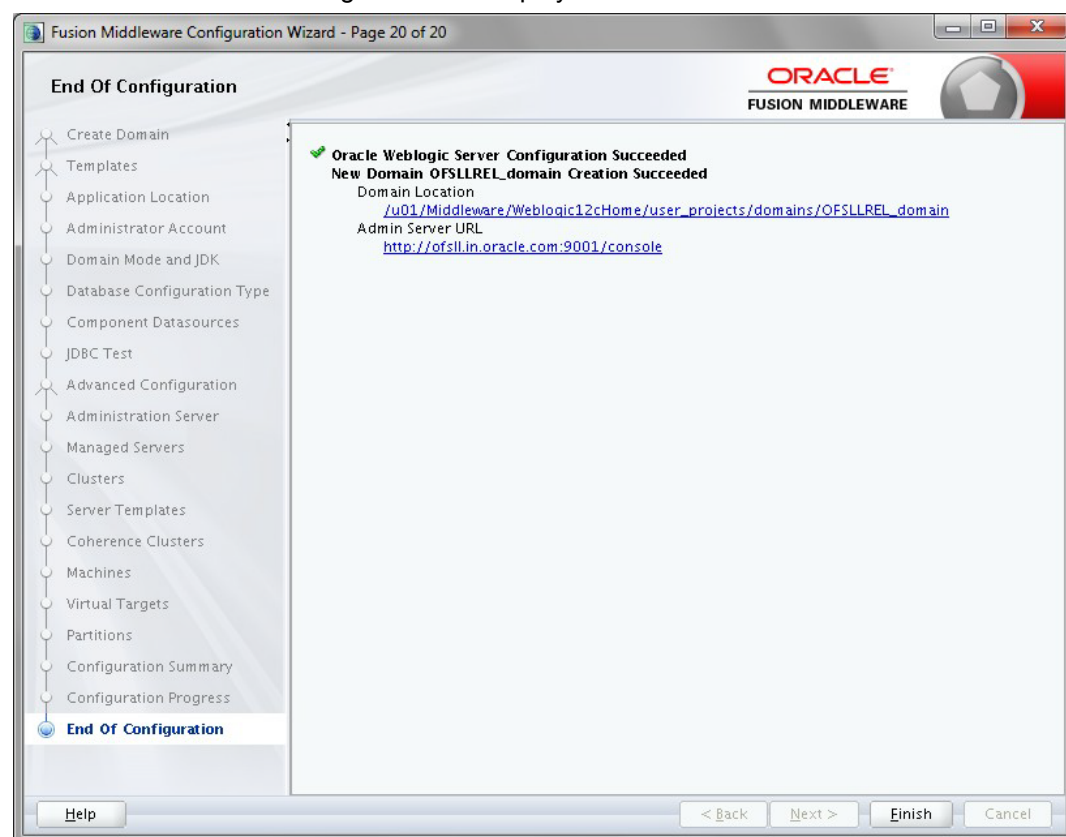 Fusion Middleware Configuration Wizard - Page 20 of 20
End Of Configuration
ORACLE
FUSION MIDDLEWARE
Create Domain
Templates
Application Location
Administrator Account
Domain Mode and JDK
Database Configuration Type
Component Datasources
JDBC Test
Advanced Configuration
Administration Server
Managed Servers
Clusters
Server Templates
Coherence Clusters
Machines
Virtual Targets
Partitions
Configuration Summary
Configuration Progress
End Of Configuration
Oracle Weblogic Server Configuration Succeeded
New Domain OFSLLREL_domain Creation Succeeded
Domain Location
/u01/Middleware/Weblogic12cHome/user_projects/domains/OFSLLREL_domain
Admin Server URL
http://ofsll.in.oracle.com:9001/console
Help
< Back
Next >
Finish
Cancel